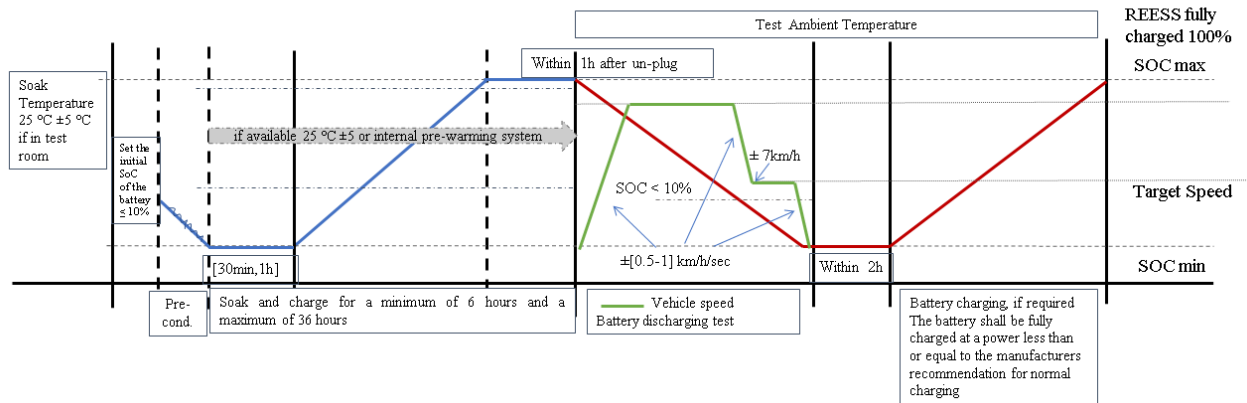 Test Ambient Temperature
REESS fully
charged 100%
SOC max
Within 1h after un-plug
Soak
Temperature
25 °C ±5 °C
if in test
room
Set the
initial
SoC
of the
battery
≤ 10%
if available 25 °C ±5 or internal pre-warming system
± 7km/h
SOC < 10%
Target Speed
±[0.5-1] km/h/sec
[30min,1h]
Within 2h
SOC min
Pre-
cond.
Soak and charge for a minimum of 6 hours and a
maximum of 36 hours
Vehicle speed
Battery discharging test
Battery charging, if required
The battery shall be fully
charged at a power less than
or equal to the manufacturers
recommendation for normal
charging